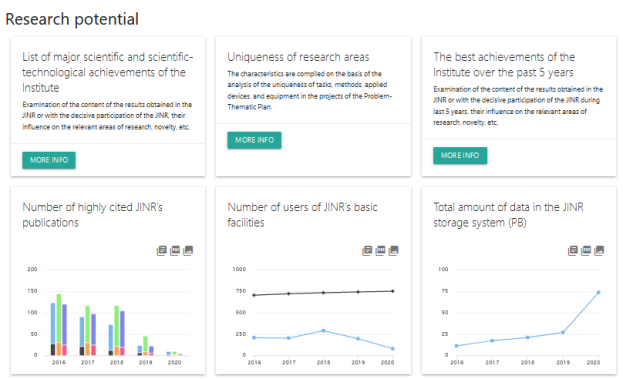 Research potential
List of major scientific and scientific-
technological achievements of the
Institute
Examination of the content of the results obtained in the
JINR or with the decisive participation of the JINR, their
influence on the relevant areas of research, novelty, etc.
MORE INFO
Uniqueness of research areas
The characteristics are compiled on the basis of the
analysis of the uniqueness of tasks, methods, applied
devices, and equipment in the projects of the Problem-
Thematic Plan.
MORE INFO
The best achievements of the
Institute over the past 5 years
Examination of the content of the results obtained in the
JINR or with the decisive participation of the JINR during
last 5 years, their influence on the relevant areas of
research, novelty, etc.
MORE INFO
Number of highly cited JINR's
publications
200
150
100
50
0
2016 2017 2018 2019 2020
Number of users of JINR's basic
facilities
1000
750
500
250
0
2016 2017 2018 2019 2020
Total amount of data in the JINR
storage system (PB)
100
75
50
25
0
2016 2017 2018 2019 2020